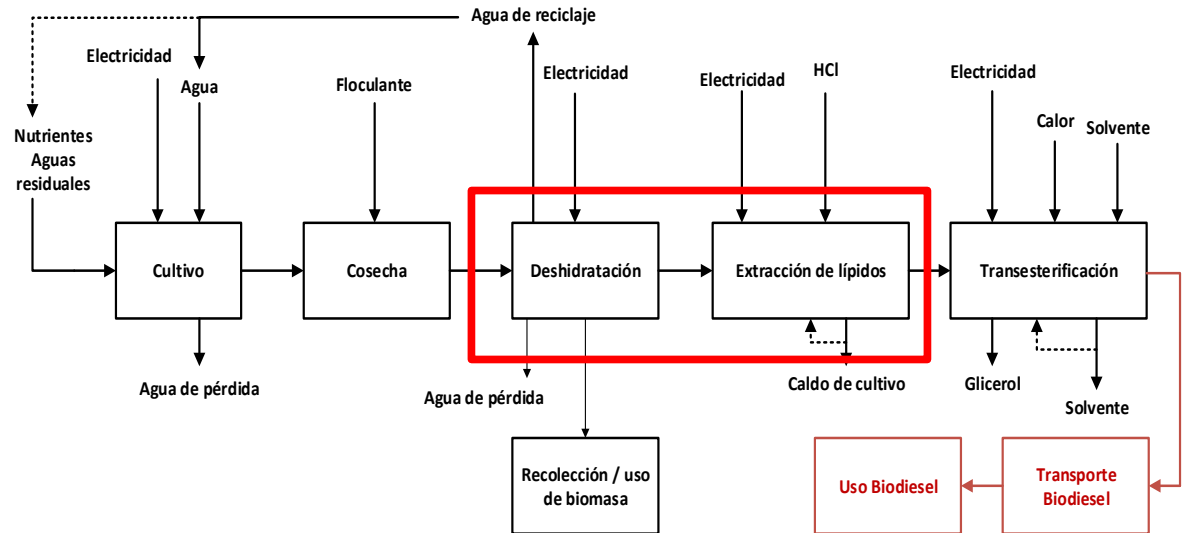 Agua de reciclaje
Electricidad
Agua
Floculante
Electricidad
Electricidad
HCl
Electricidad
Calor
Solvente
Nutrientes
Aguas
residuales
Cultivo
Cosecha
Deshidratación
Extracción de lípidos
Transesterificación
Agua de pérdida
Agua de pérdida
Caldo de cultivo
Glicerol
Solvente
Recolección / uso
de biomasa
Uso Biodiesel
Transporte
Biodiesel